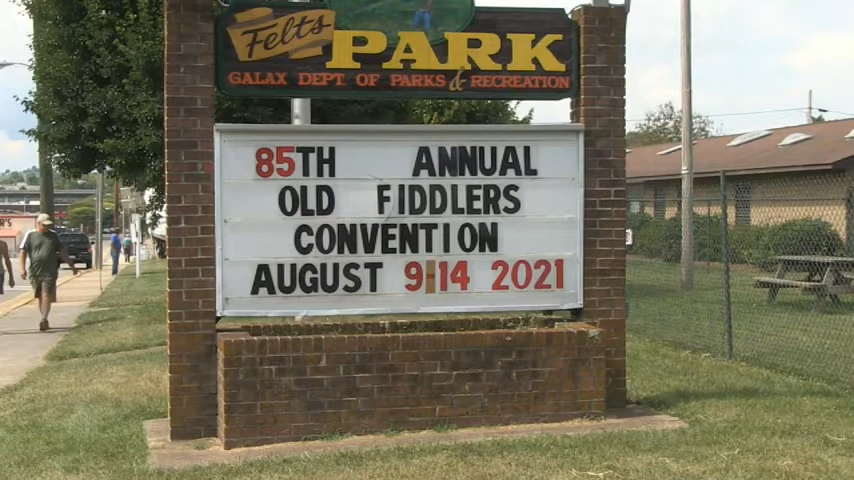 Felts
PARK
GALAX DEPT. OF PARKS & RECREATION
85TH ANNUAL
OLD FIDDLERS
CONVENTION
AUGUST 9-14 2021